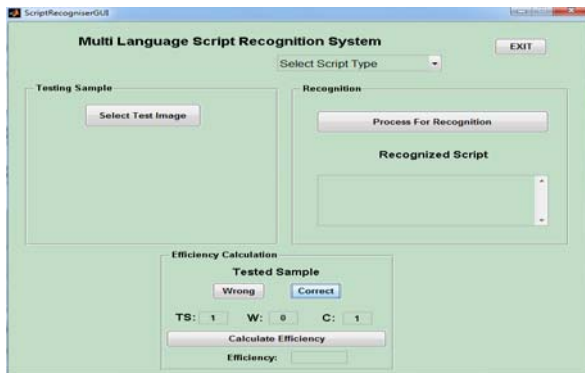 ScriptRecogniserGUI
Multi Language Script Recognition System
EXIT
Select Script Type
Testing Sample
Select Test Image
Recognition
Process For Recognition
Recognized Script
Efficiency Calculation
Tested Sample
Wrong Correct
TS: 1 W: 0 C: 1
Calculate Efficiency
Efficiency: